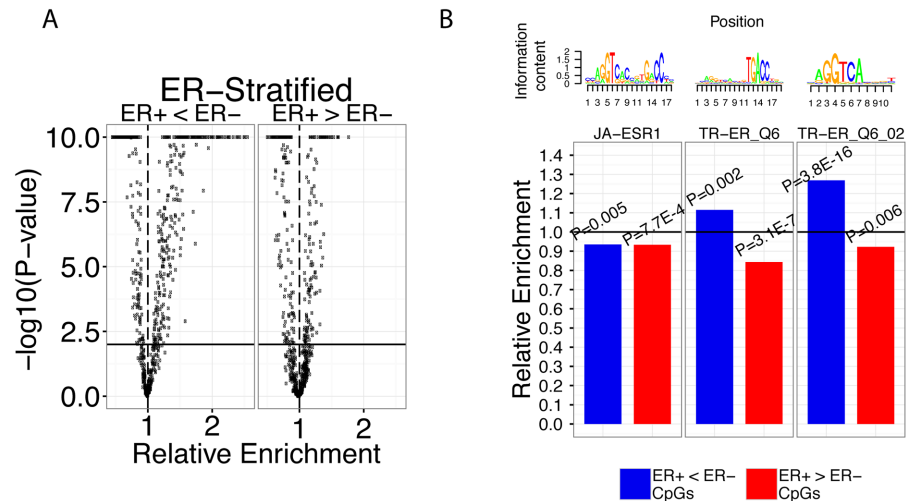 A
ER−Stratified
ER+ < ER− ER+ > ER−
−log10(P−value)
10.0
7.5
5.0
2.5
0.0
1 2 1 2
Relative Enrichment
B
Position
Information content
2
1.5
1
0.5
0
1 3 5 7 9 11 14 17 1 3 5 7 9 11 14 17 1 2 3 4 5 6 7 8 9 10
JA−ESR1 TR−ER_Q6 TR−ER_Q6_02
Relative Enrichment
1.4
1.3
1.2
1.1
1.0
0.9
0.8
0.7
0.6
0.5
0.4
0.3
0.2
0.1
0.0
P=0.005 P=7.7E−4 P=0.002 P=3.1E−7 P=3.8E−16 P=0.006
ER+ < ER− CpGs
ER+ > ER− CpGs